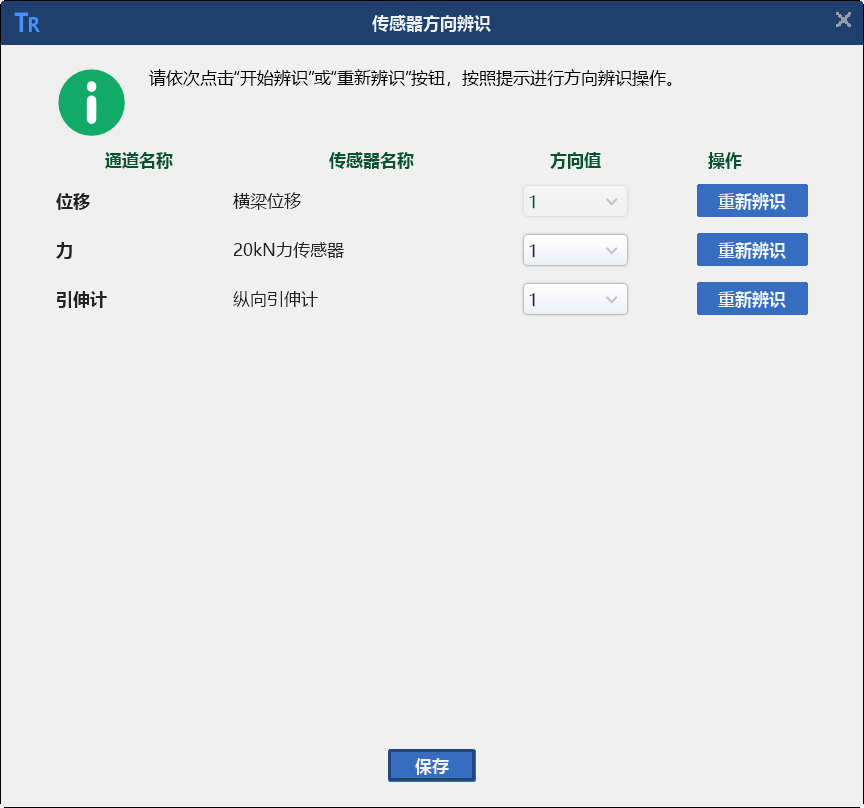 TR 传感器方向辨识
请依次点击“开始辨识”或“重新辨识”按钮，按照提示进行方向辨识操作。
通道名称 传感器名称 方向值 操作
位移 横梁位移 1 重新辨识
力 20kN力传感器 1 重新辨识
引伸计 纵向引伸计 1 重新辨识
保存